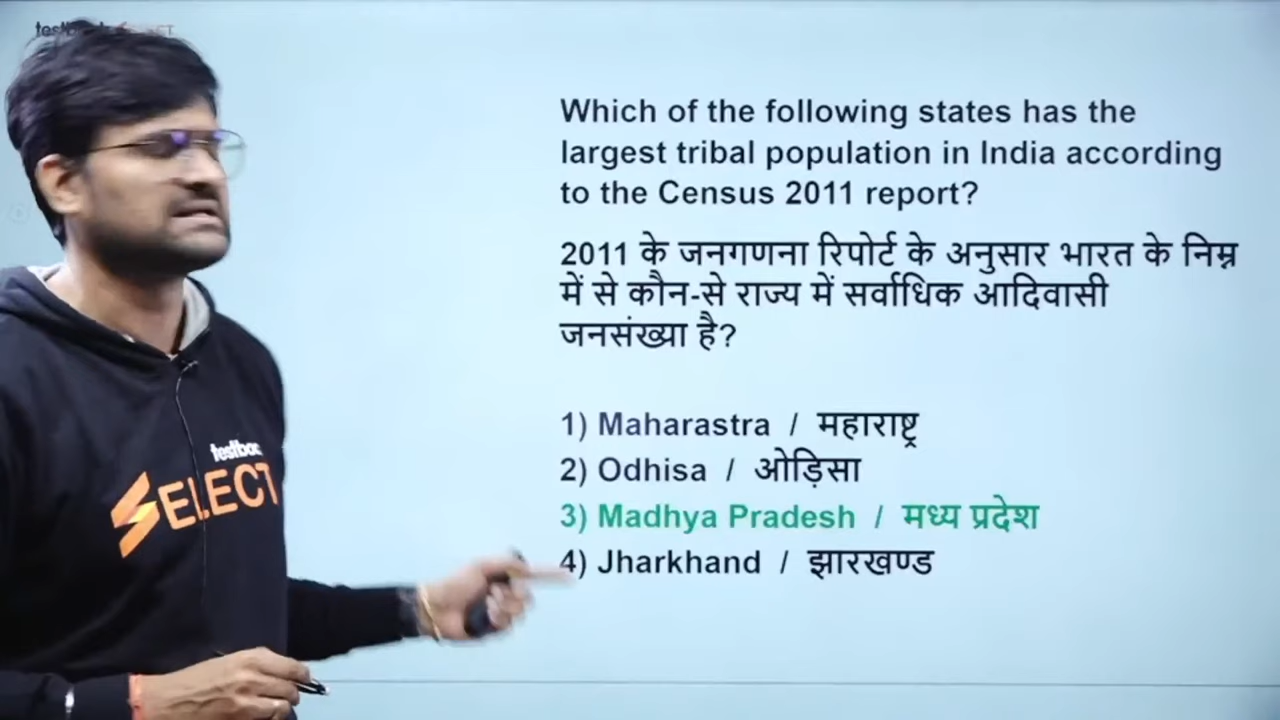 Which of the following states has the
largest tribal population in India according
to the Census 2011 report?
2011 के जनगणना रिपोर्ट के अनुसार भारत के निम्न
में से कौन-से राज्य में सर्वाधिक आदिवासी
जनसंख्या है?
1) Maharastra / महाराष्ट्र
2) Odhisa / ओड़िसा
3) Madhya Pradesh / मध्य प्रदेश
4) Jharkhand / झारखण्ड
SELECT